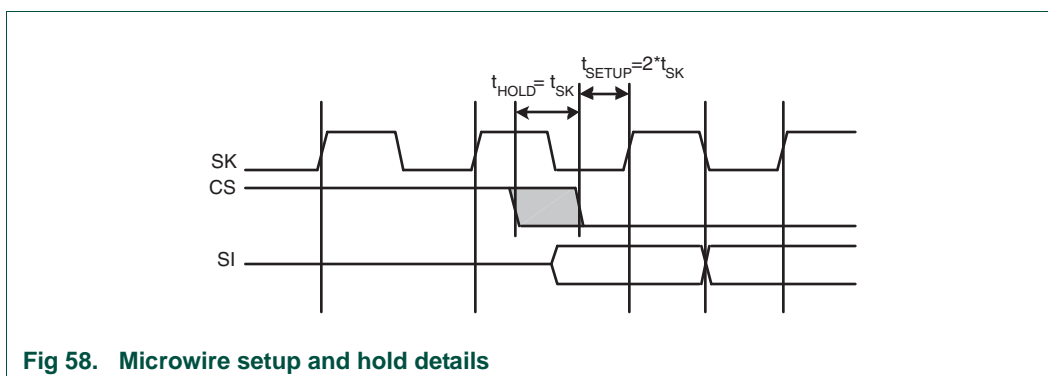 tSETUP=2*tSK
tHOLD= tSK
SK
CS
SI
Fig 58. Microwire setup and hold details